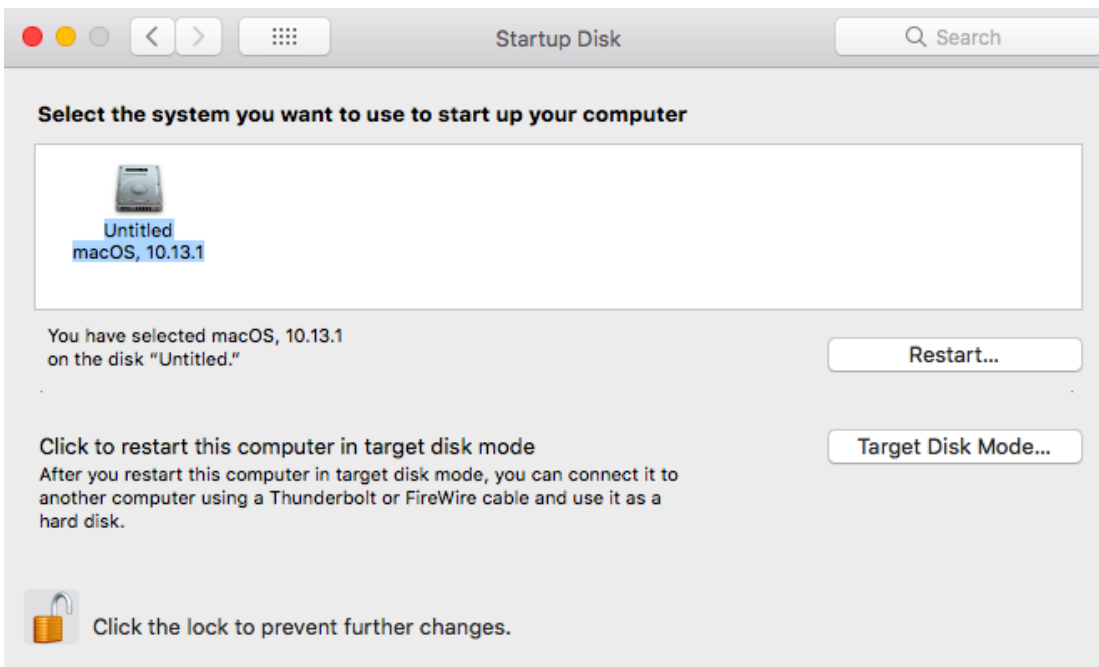 Startup Disk
Search
Select the system you want to use to start up your computer
Untitled
macOS, 10.13.1
You have selected macOS, 10.13.1
on the disk “Untitled.”
Restart...
Click to restart this computer in target disk mode
Target Disk Mode...
After you restart this computer in target disk mode, you can connect it to
another computer using a Thunderbolt or FireWire cable and use it as a
hard disk.
Click the lock to prevent further changes.